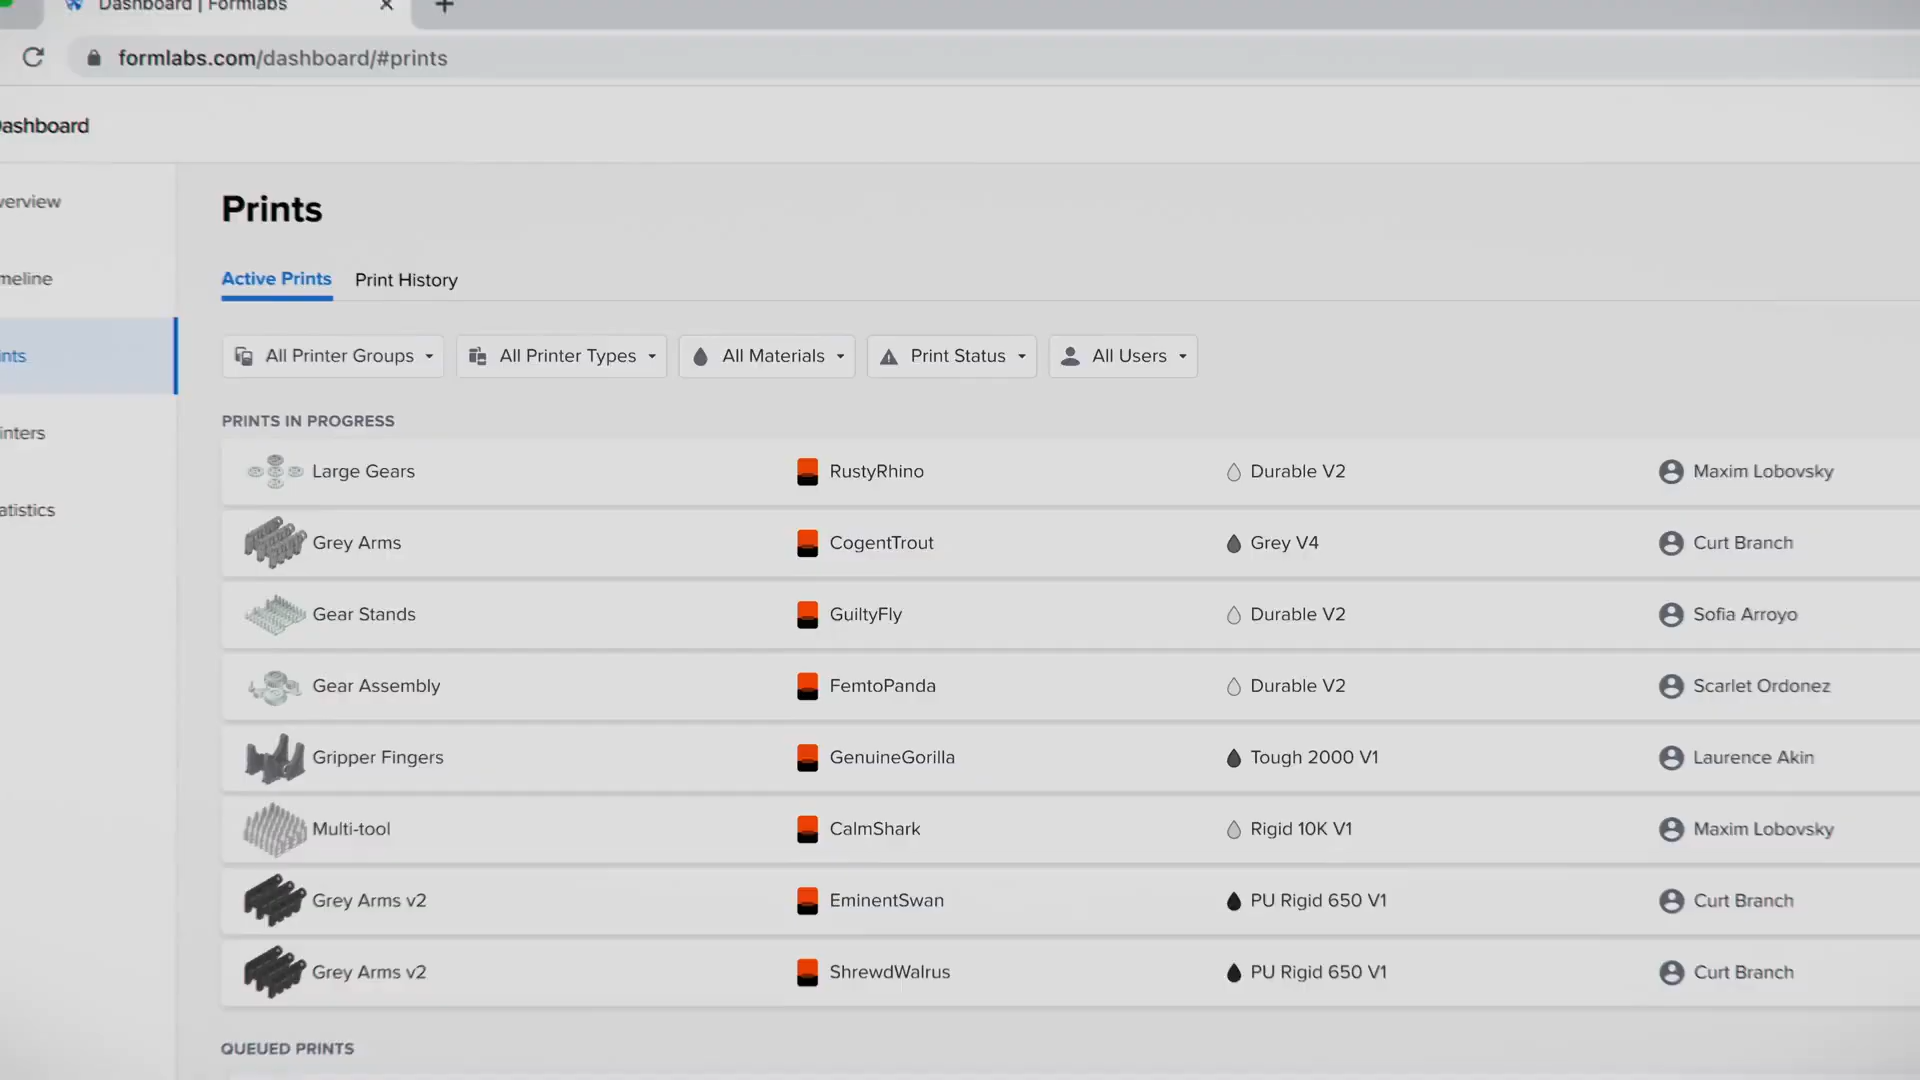 Dashboard | Formlabs
formlabs.com/dashboard/#prints
ashboard
verview
Prints
meline
Active Prints Print History
nts
All Printer Groups All Printer Types All Materials Print Status All Users
PRINTS IN PROGRESS
inters
Large Gears RustyRhino Durable V2 Maxim Lobovsky
atistics
Grey Arms CogentTrout Grey V4 Curt Branch
Gear Stands GuiltyFly Durable V2 Sofia Arroyo
Gear Assembly FemtoPanda Durable V2 Scarlet Ordonez
Gripper Fingers GenuineGorilla Tough 2000 V1 Laurence Akin
Multi-tool CalmShark Rigid 10K V1 Maxim Lobovsky
Grey Arms v2 EminentSwan PU Rigid 650 V1 Curt Branch
Grey Arms v2 ShrewdWalrus PU Rigid 650 V1 Curt Branch
QUEUED PRINTS